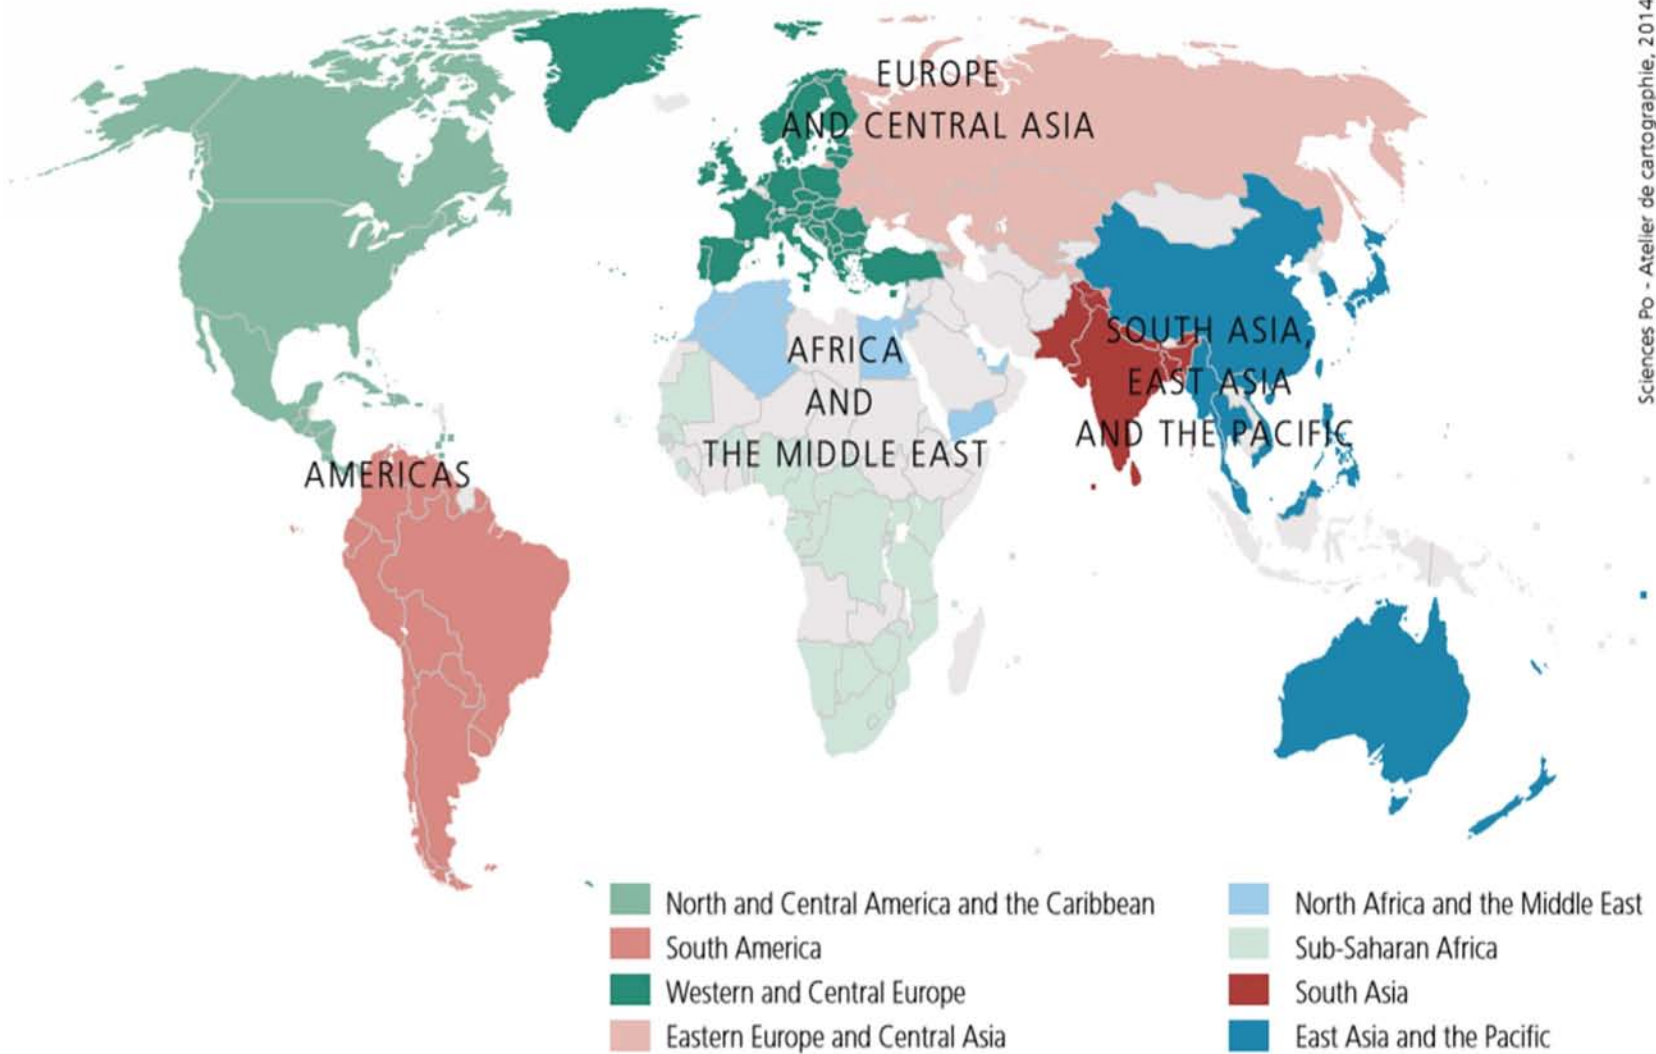 EUROPE
AND CENTRAL ASIA
SOUTH ASIA,
EAST ASIA
AND THE PACIFIC
AFRICA
AND
THE MIDDLE EAST
AMERICAS
North and Central America and the Caribbean
South America
Western and Central Europe
Eastern Europe and Central Asia
North Africa and the Middle East
Sub-Saharan Africa
South Asia
East Asia and the Pacific
Sciences Po - Atelier de cartographie, 2014